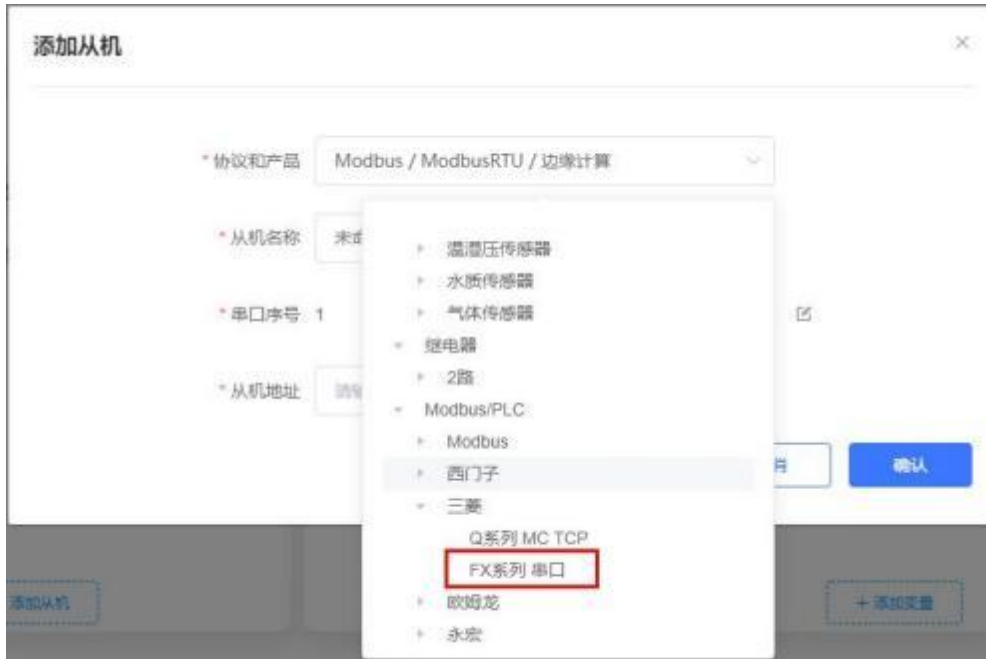 添加从机
*协议和产品 Modbus / ModbusRTU / 边缘计算
*从机名称 未
温湿压传感器
水质传感器
*串口序号 1 气体传感器
继电器
2路
*从机地址 请输
Modbus/PLC
Modbus
西门子 消 确认
三菱
Q系列 MC TCP
FX系列 串口
添加从机 欧姆龙 +添加变量
永宏